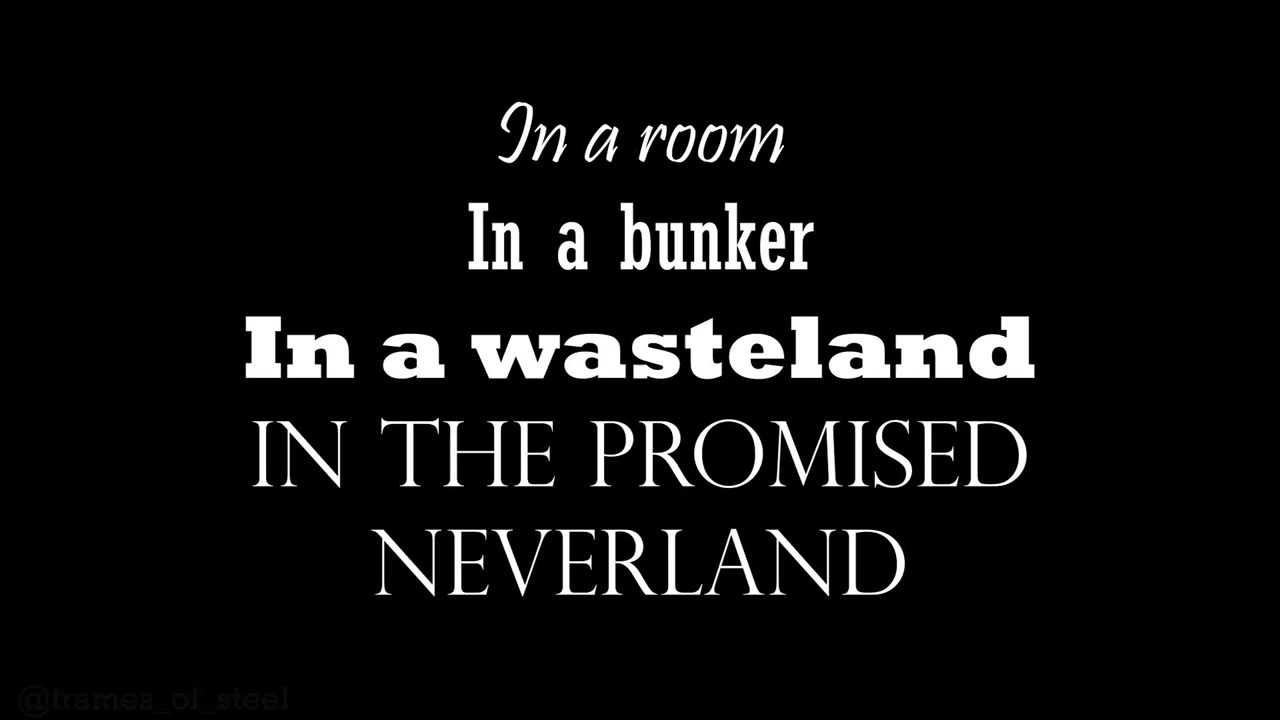 In a room
In a bunker
In a wasteland
IN THE PROMISED
NEVERLAND
@frames_of_steel